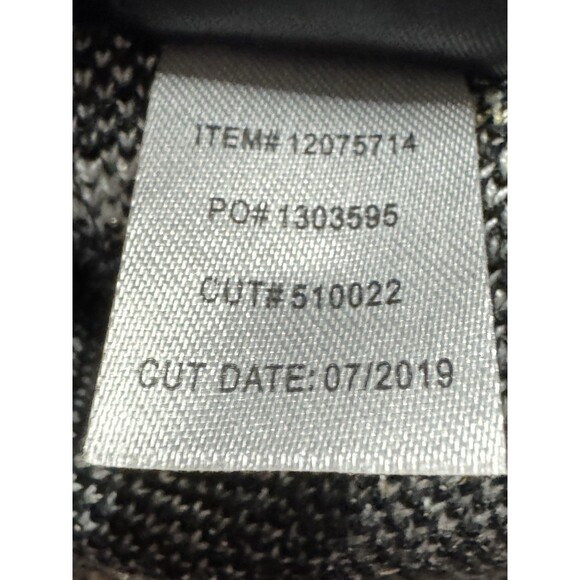 ITEM# 12075714
PO# 1303595
CUT# 510022
CUT DATE: 07/2019